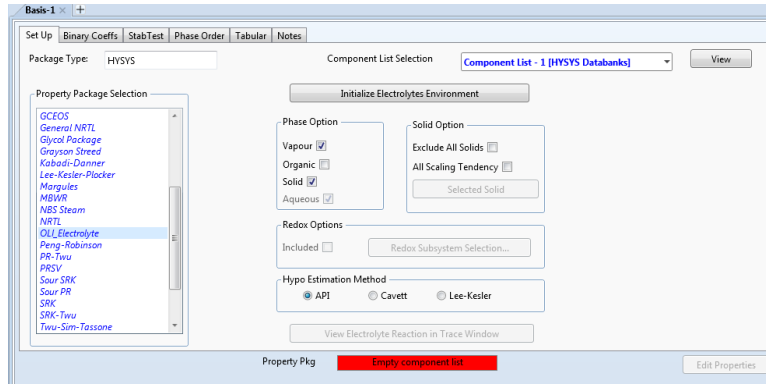 Basis-1 × +
Set Up Binary Coeffs StabTest Phase Order Tabular Notes
Package Type: HYSYS Component List Selection Component List - 1 [HYSYS Databanks] View
Property Package Selection
GCEOS
General NRTL
Glycol Package
Grayson Streed
Kabadi-Danner
Lee-Kesler-Plocker
Margules
MBWR
NBS Steam
NRTL
OLI_Electrolyte
Peng-Robinson
PR-Twu
PRSV
Sour SRK
Sour PR
SRK
SRK-Twu
Twu-Sim-Tassone
Initialize Electrolytes Environment
Phase Option
Vapour
Organic
Solid
Aqueous
Solid Option
Exclude All Solids
All Scaling Tendency
Selected Solid
Redox Options
Included Redox Subsystem Selection...
Hypo Estimation Method
API Cavett Lee-Kesler
View Electrolyte Reaction in Trace Window
Property Pkg Empty component list Edit Properties